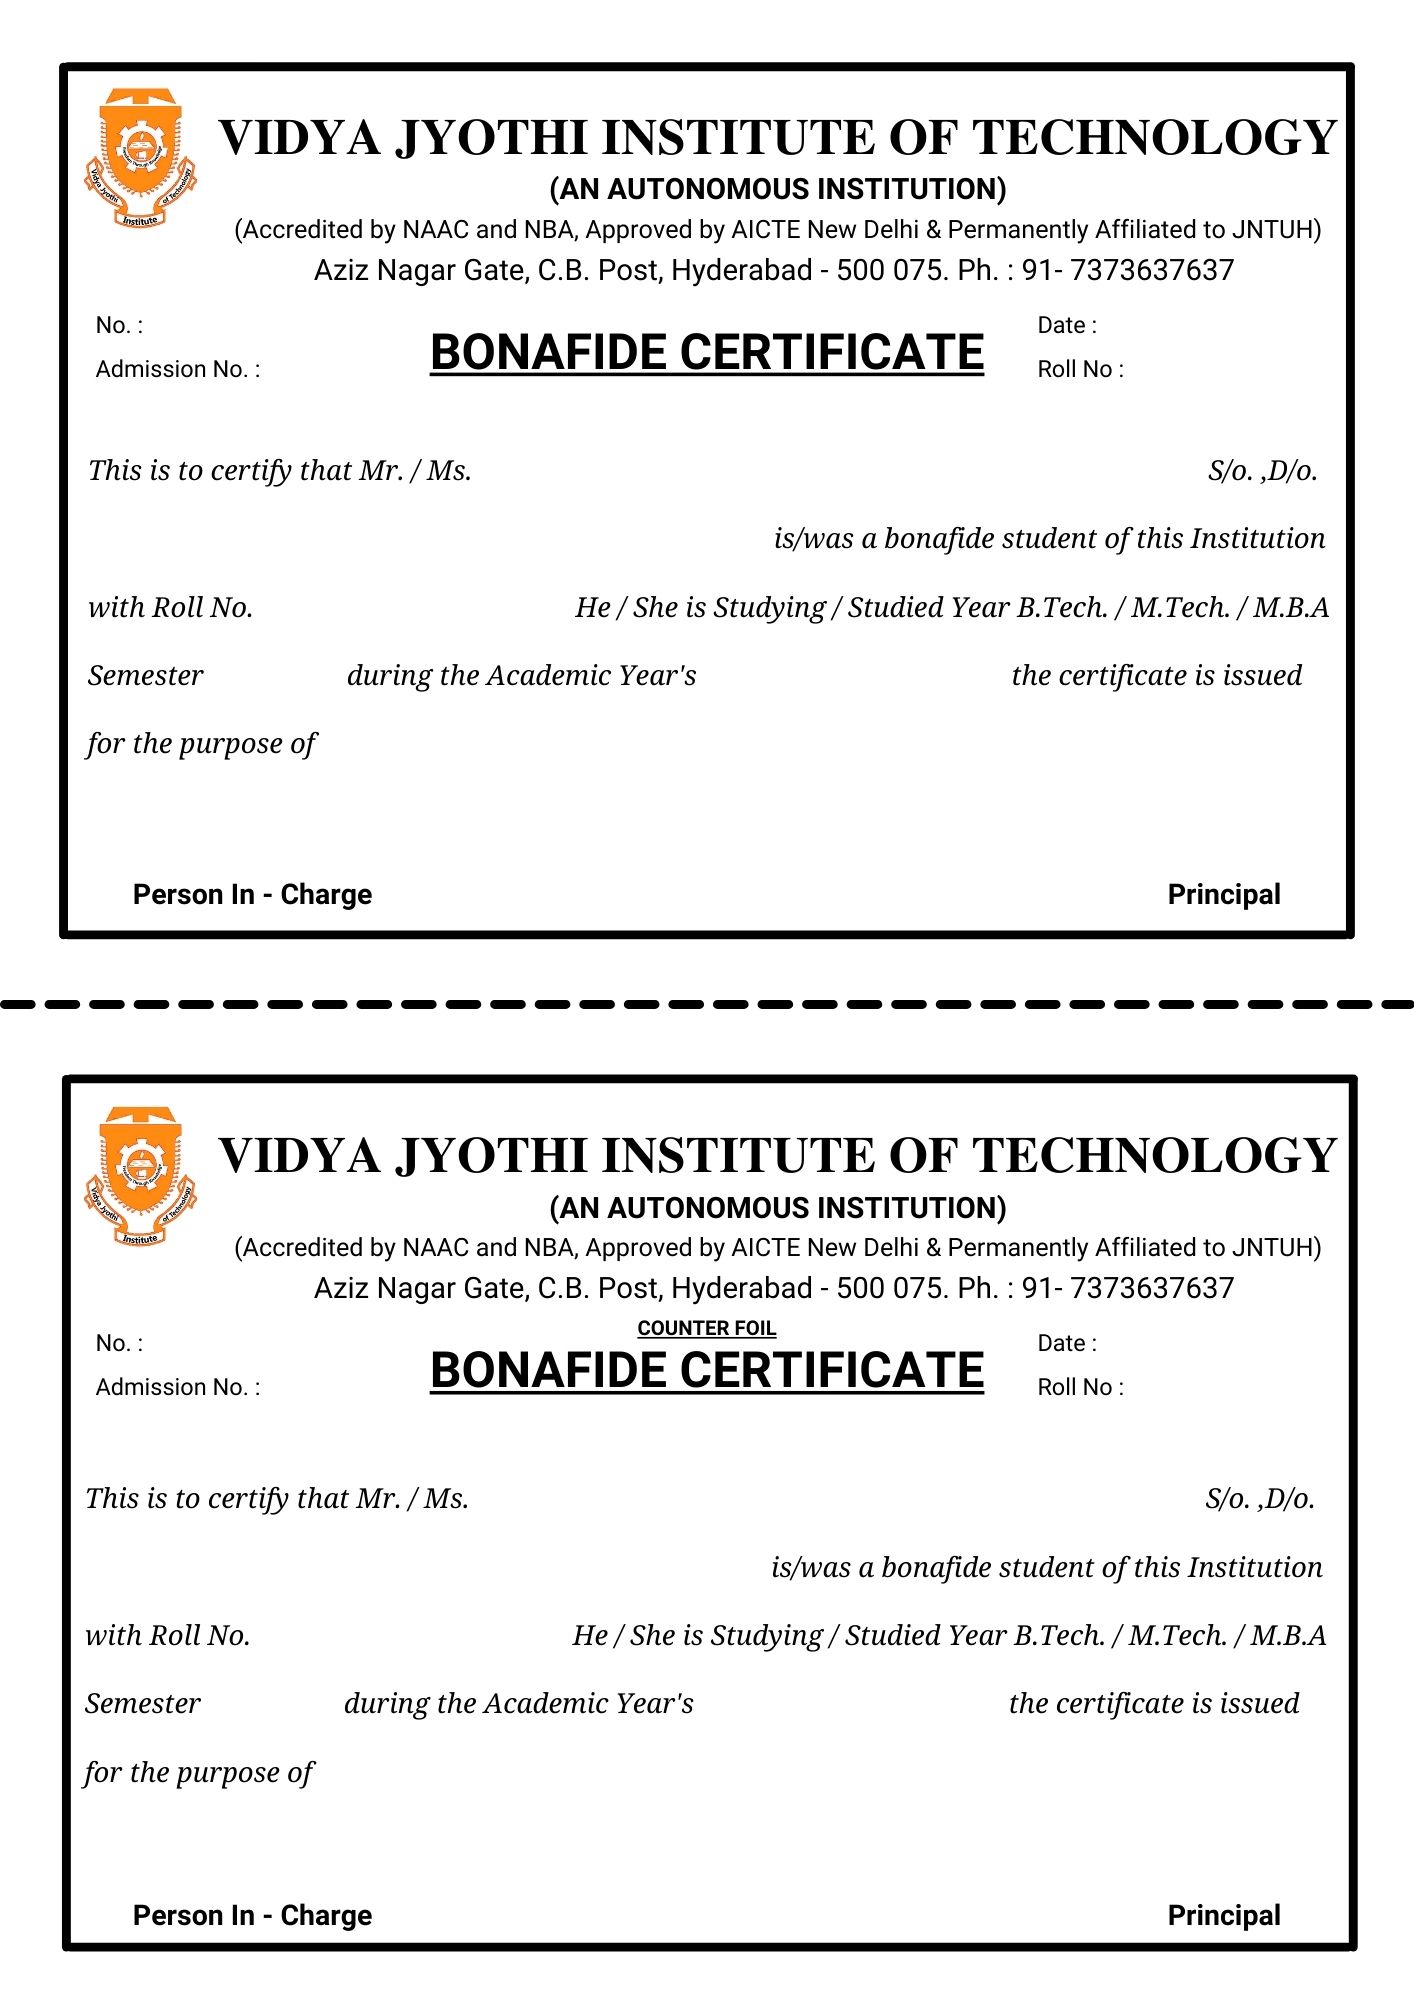 VIDYA JYOTHI INSTITUTE OF TECHNOLOGY
(AN AUTONOMOUS INSTITUTION)
(Accredited by NAAC and NBA, Approved by AICTE New Delhi & Permanently Affiliated to JNTUH)
Aziz Nagar Gate, C.B. Post, Hyderabad - 500 075. Ph. : 91- 7373637637
Vidya Jyothi
Institute
of Technology
No. :
Date :
BONAFIDE CERTIFICATE
Admission No. :
Roll No :
This is to certify that Mr. / Ms. S/o. ,D/o.
is/was a bonafide student of this Institution
with Roll No. He / She is Studying / Studied Year B.Tech. / M.Tech. / M.B.A
Semester during the Academic Year's the certificate is issued
for the purpose of
Person In - Charge Principal
VIDYA JYOTHI INSTITUTE OF TECHNOLOGY
(AN AUTONOMOUS INSTITUTION)
(Accredited by NAAC and NBA, Approved by AICTE New Delhi & Permanently Affiliated to JNTUH)
Aziz Nagar Gate, C.B. Post, Hyderabad - 500 075. Ph. : 91- 7373637637
Vidya Jyothi
Institute
of Technology
COUNTER FOIL
No. :
Date :
BONAFIDE CERTIFICATE
Admission No. :
Roll No :
This is to certify that Mr. / Ms. S/o. ,D/o.
is/was a bonafide student of this Institution
with Roll No. He / She is Studying / Studied Year B.Tech. / M.Tech. / M.B.A
Semester during the Academic Year's the certificate is issued
for the purpose of
Person In - Charge Principal